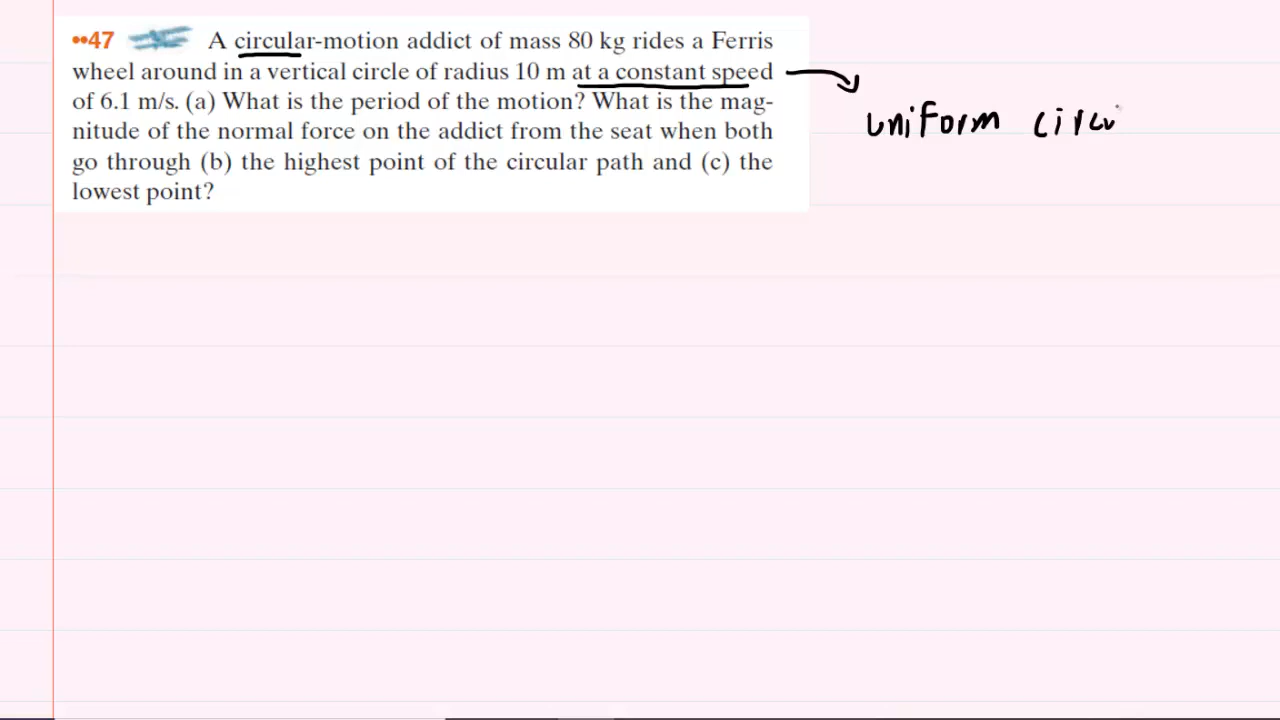 ••47 A circular-motion addict of mass 80 kg rides a Ferris
wheel around in a vertical circle of radius 10 m at a constant speed
of 6.1 m/s. (a) What is the period of the motion? What is the mag-
nitude of the normal force on the addict from the seat when both
go through (b) the highest point of the circular path and (c) the
lowest point?
uniform circu